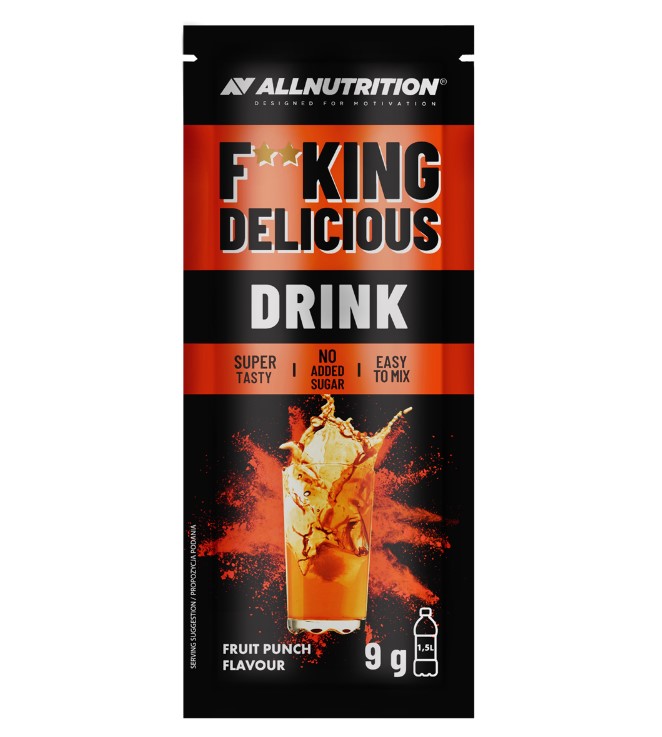 ALLNUTRITION®
DESIGNED FOR MOTIVATION
F**KING
DELICIOUS
DRINK
SUPER
TASTY
NO
ADDED
SUGAR
EASY
TO MIX
SERVING SUGGESTION / PROPOZYCJA PODANIA
FRUIT PUNCH
FLAVOUR
9 g
1,5L